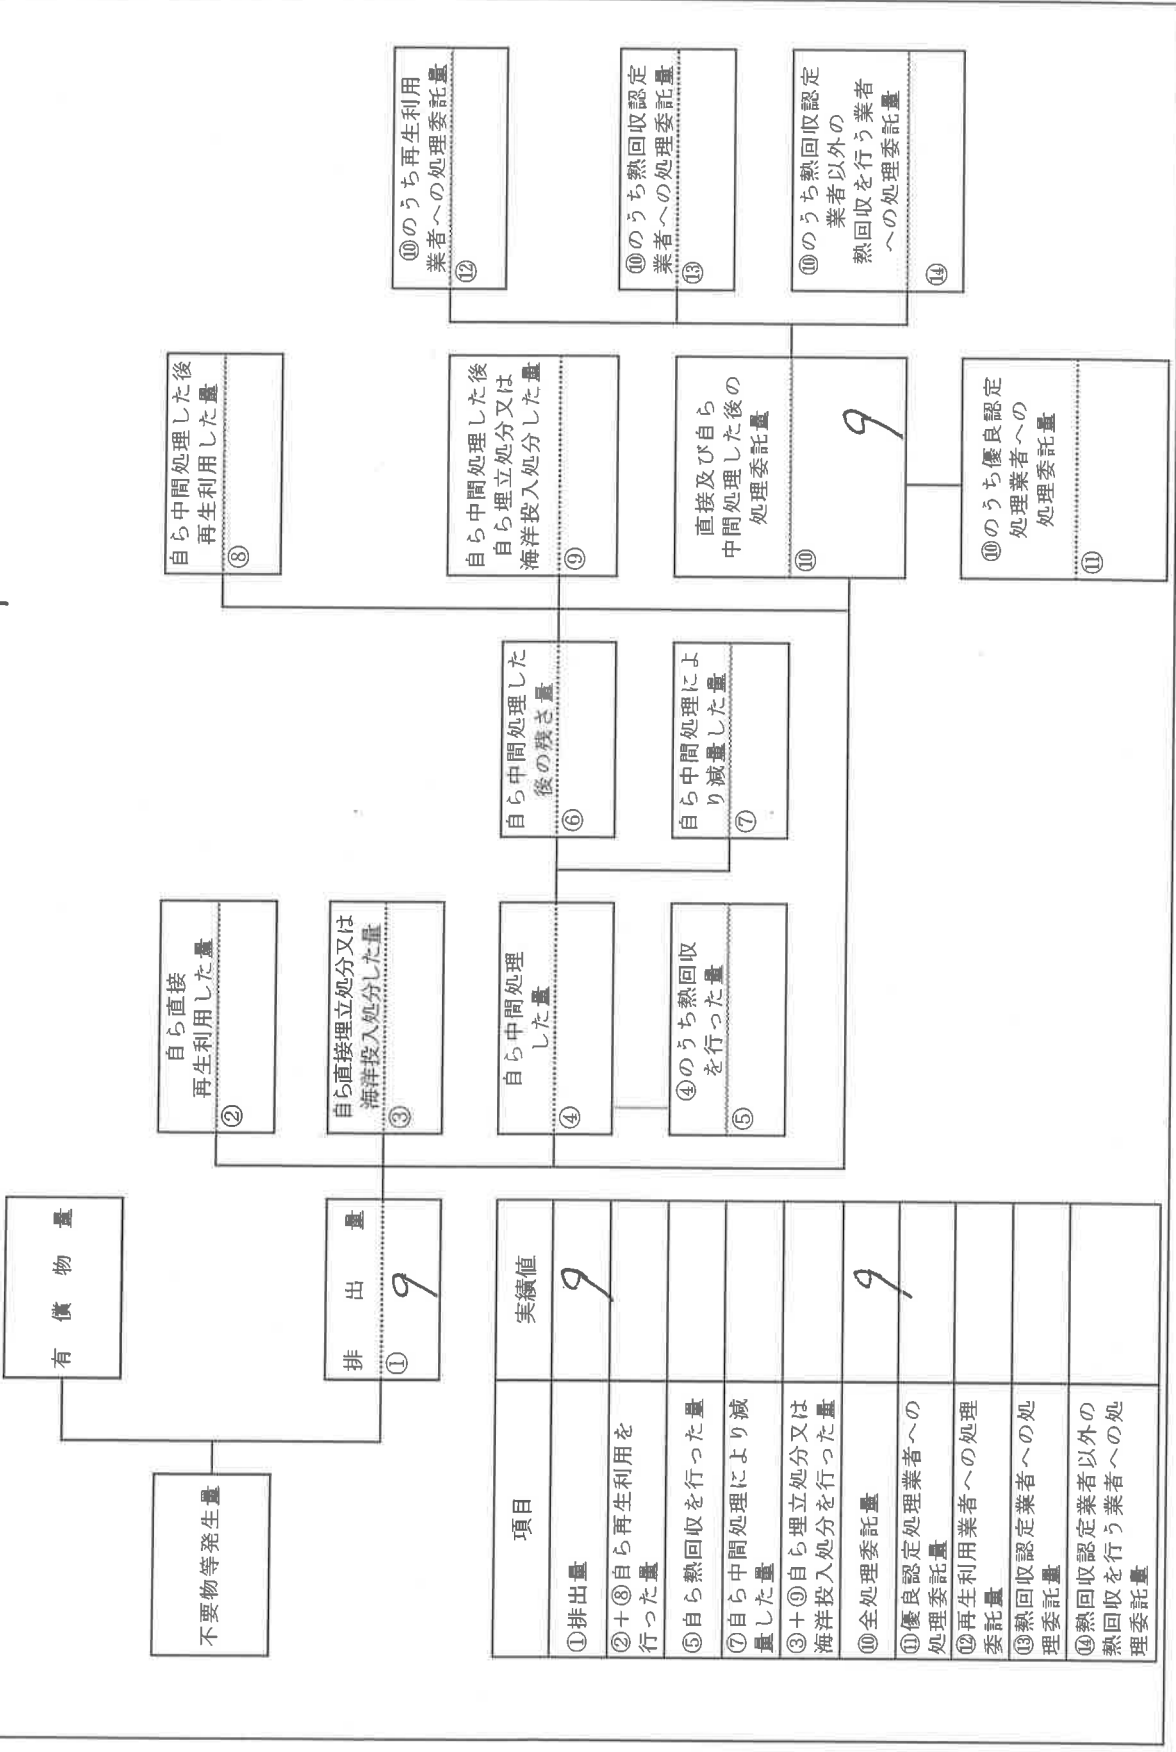 不要物等発生量
有償物量
排出量
①
9
自ら直接
再生利用した量
②
自ら直接埋立処分又は
海洋投入処分した量
③
自ら中間処理
した量
④
④のうち熱回収
を行った量
⑤
自ら中間処理した
後の残さ量
⑥
自ら中間処理によ
り減量した量
⑦
自ら中間処理した後
再生利用した量
⑧
自ら中間処理した後
自ら埋立処分又は
海洋投入処分した量
⑨
直接及び自ら
中間処理した後の
処理委託量
⑩
9
⑩のうち優良認定
処理業者への
処理委託量
⑪
⑩のうち再生利用
業者への処理委託量
⑫
⑩のうち熱回収認定
業者への処理委託量
⑬
⑩のうち熱回収認定
業者以外の
熱回収を行う業者
への処理委託量
⑭
項目 実績値
①排出量 9
②+⑧自ら再生利用を
行った量
⑤自ら熱回収を行った量
⑦自ら中間処理により減
量した量
③+⑨自ら埋立処分又は
海洋投入処分を行った量
⑩全処理委託量 9
⑪優良認定処理業者への
処理委託量
⑫再生利用業者への処理
委託量
⑬熱回収認定業者への処
理委託量
⑭熱回収認定業者以外の
熱回収を行う業者への処
理委託量